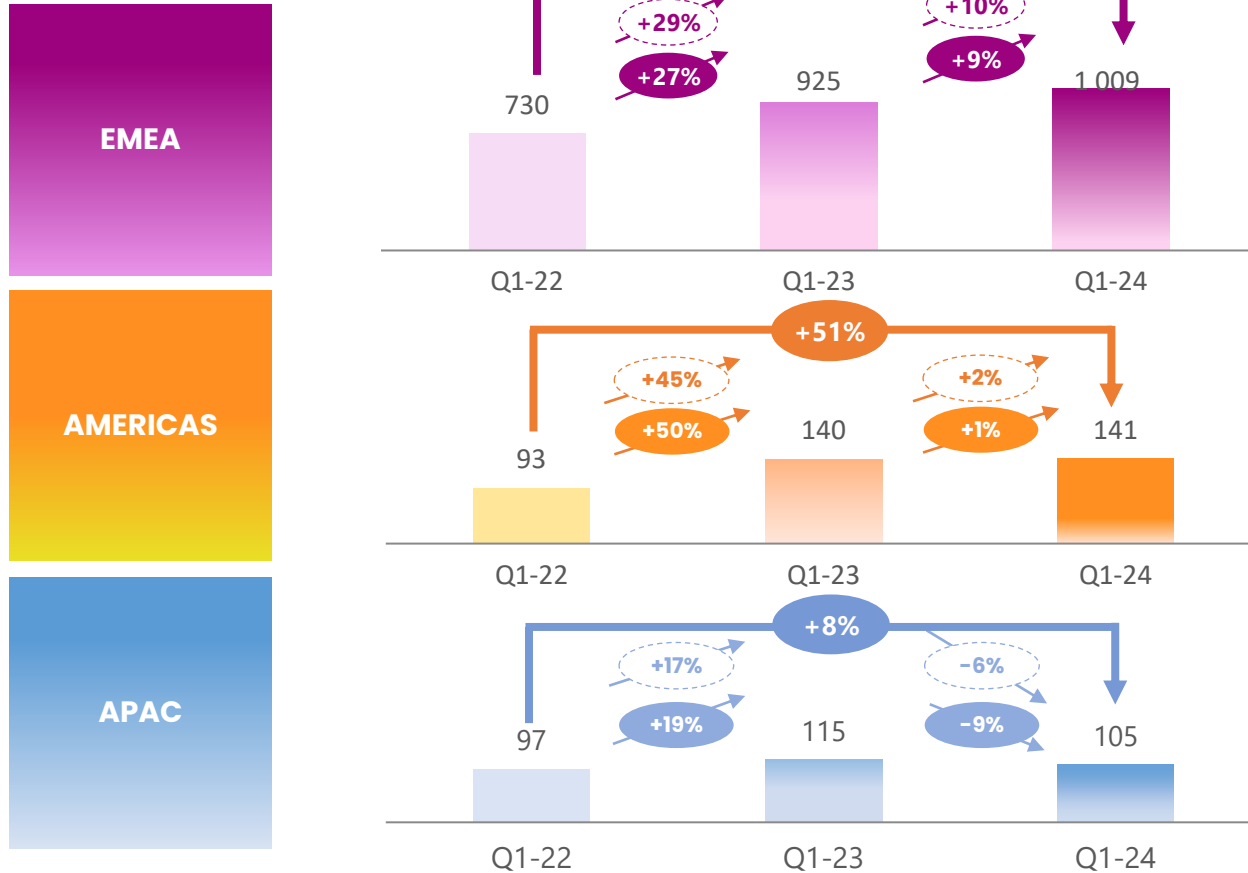 EMEA
+29%
+10%
+27%
+9%
730
925
1 009
Q1-22
Q1-23
Q1-24
AMERICAS
+51%
+45%
+2%
+50%
+1%
93
140
141
Q1-22
Q1-23
Q1-24
APAC
+8%
+17%
-6%
+19%
-9%
97
115
105
Q1-22
Q1-23
Q1-24